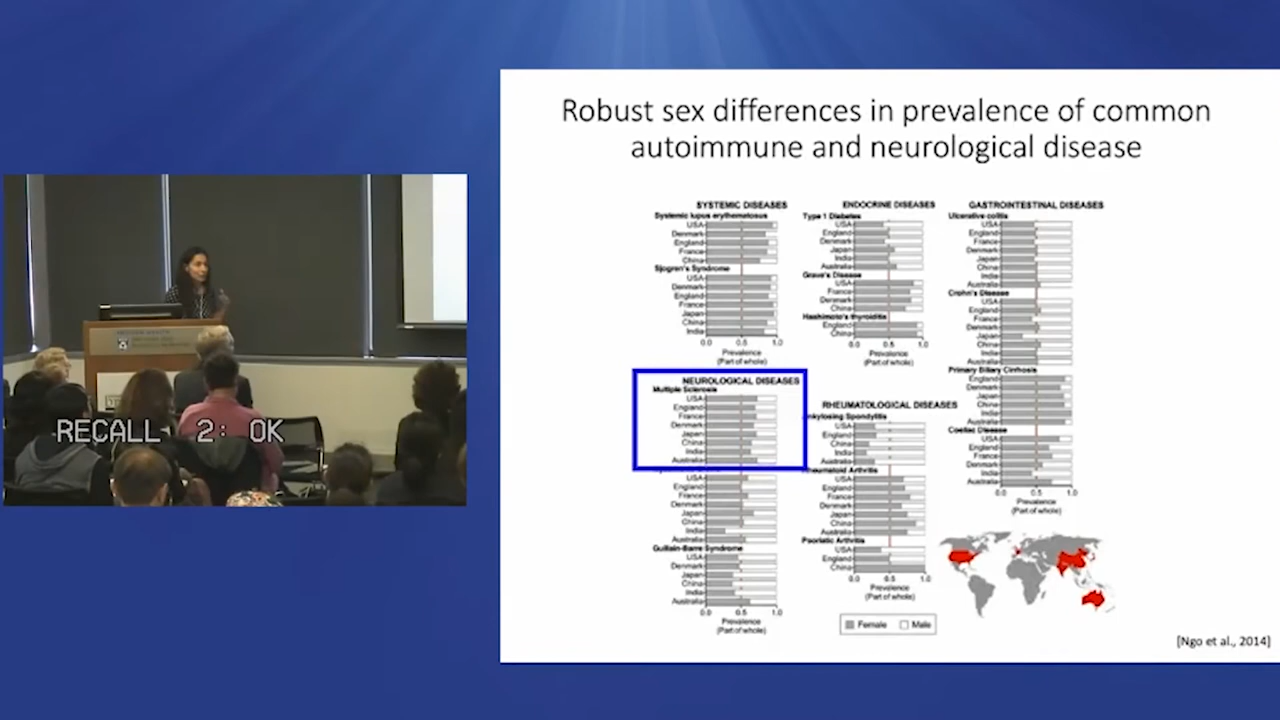 Robust sex differences in prevalence of common
autoimmune and neurological disease
SYSTEMIC DISEASES
Systemic lupus erythematosus
USA
Denmark
England
France
China
Sjogren's Syndrome
USA
Denmark
England
France
Japan
China
India
0.0 0.5 1.0
Prevalence
(Part of whole)
NEUROLOGICAL DISEASES
Multiple Sclerosis
USA
England
France
Denmark
Japan
China
India
Australia
USA
England
France
Denmark
Japan
China
India
Australia
Guillain-Barre Syndrome
USA
Denmark
Japan
China
India
Australia
0.0 0.5 1.0
Prevalence
(Part of whole)
ENDOCRINE DISEASES
Type 1 Diabetes
USA
England
Denmark
Japan
India
Australia
Grave's Disease
USA
France
Denmark
China
Hashimoto's thyroiditis
England
China
0.0 0.5 1.0
Prevalence
(Part of whole)
RHEUMATOLOGICAL DISEASES
nkylosing Spondylitis
USA
England
China
India
Australia
heumatoid Arthritis
USA
England
France
Denmark
Japan
China
Australia
Psoriatic Arthritis
USA
England
China
0.0 0.5 1.0
Prevalence
(Part of whole)
Female Male
GASTROINTESTINAL DISEASES
Ulcerative colitis
USA
England
France
Denmark
Japan
China
India
Australia
Crohn's Disease
USA
England
France
Denmark
Japan
China
India
Australia
Primary Biliary Cirrhosis
England
Denmark
Japan
China
India
Australia
Coeliac Disease
USA
England
France
Denmark
India
Australia
0.0 0.5 1.0
Prevalence
(Part of whole)
[Ngo et al., 2014]
RECALL 2: OK